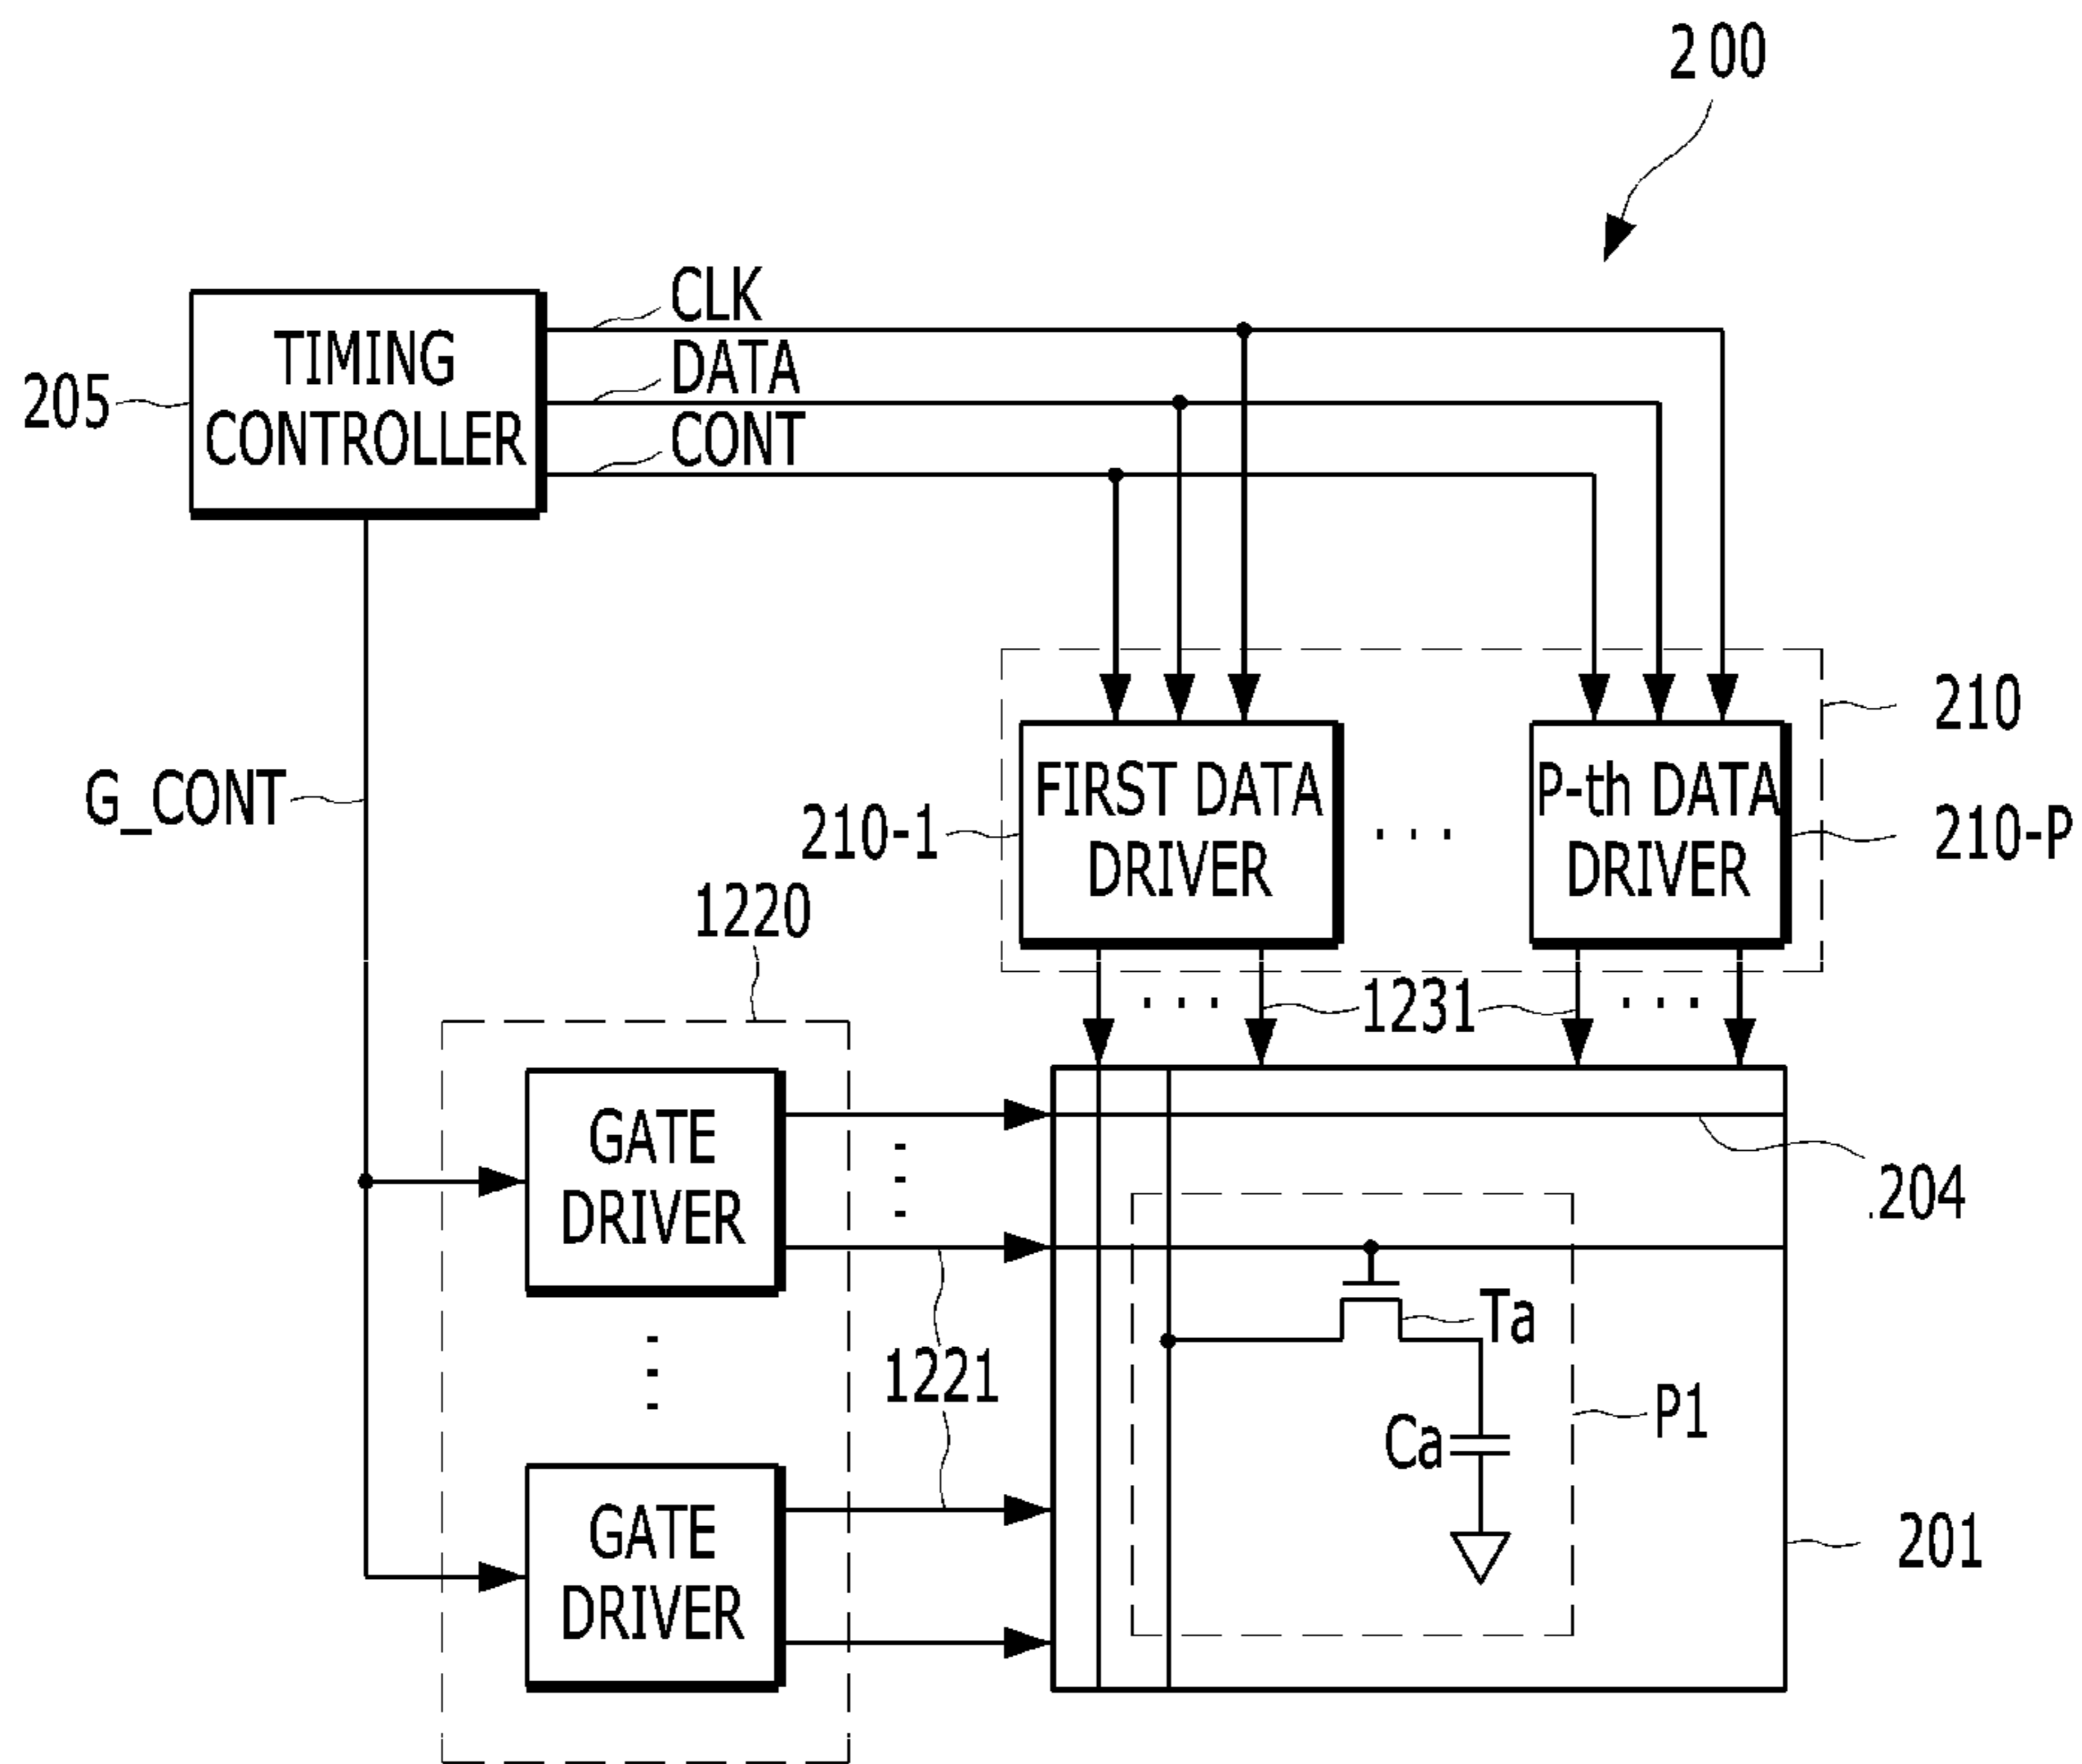 200
CLK
DATA
CONT
TIMING
CONTROLLER
205
G_CONT
210
210-1
FIRST DATA
DRIVER
. . .
P-th DATA
DRIVER
210-P
1220
. . .
1231
. . .
GATE
DRIVER
204
1221
Ta
Ca
P1
GATE
DRIVER
201